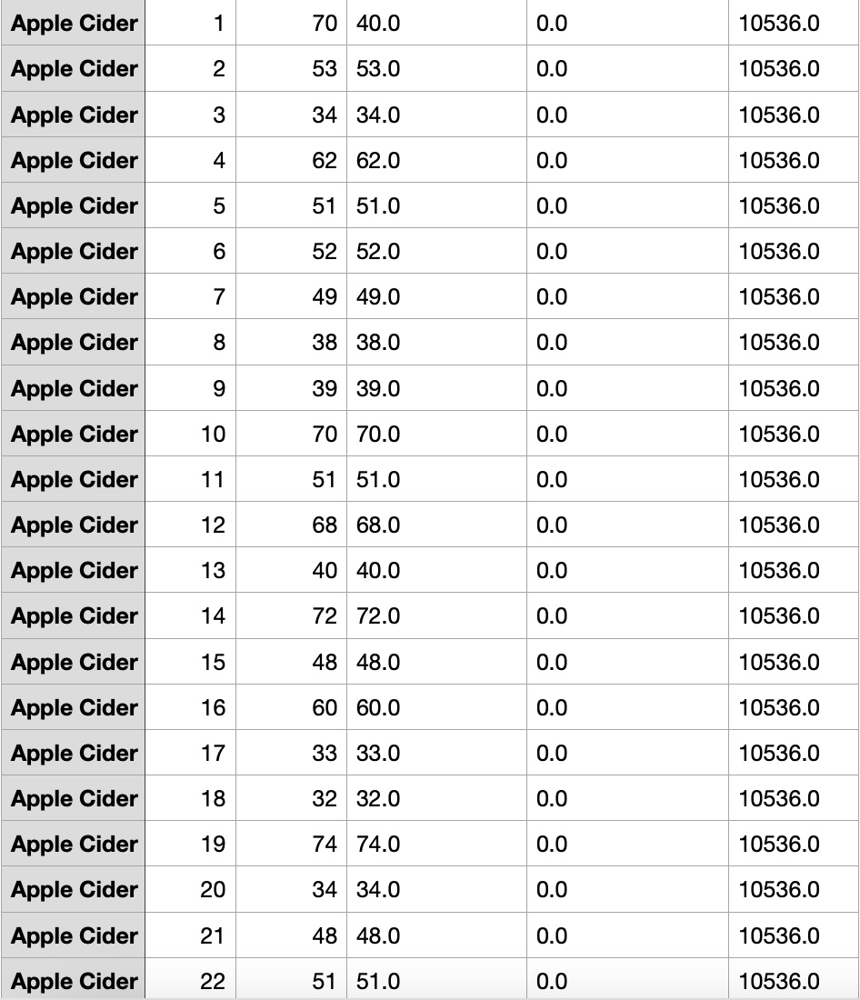 Apple Cider 1 70 40.0 0.0 10536.0
Apple Cider 2 53 53.0 0.0 10536.0
Apple Cider 3 34 34.0 0.0 10536.0
Apple Cider 4 62 62.0 0.0 10536.0
Apple Cider 5 51 51.0 0.0 10536.0
Apple Cider 6 52 52.0 0.0 10536.0
Apple Cider 7 49 49.0 0.0 10536.0
Apple Cider 8 38 38.0 0.0 10536.0
Apple Cider 9 39 39.0 0.0 10536.0
Apple Cider 10 70 70.0 0.0 10536.0
Apple Cider 11 51 51.0 0.0 10536.0
Apple Cider 12 68 68.0 0.0 10536.0
Apple Cider 13 40 40.0 0.0 10536.0
Apple Cider 14 72 72.0 0.0 10536.0
Apple Cider 15 48 48.0 0.0 10536.0
Apple Cider 16 60 60.0 0.0 10536.0
Apple Cider 17 33 33.0 0.0 10536.0
Apple Cider 18 32 32.0 0.0 10536.0
Apple Cider 19 74 74.0 0.0 10536.0
Apple Cider 20 34 34.0 0.0 10536.0
Apple Cider 21 48 48.0 0.0 10536.0
Apple Cider 22 51 51.0 0.0 10536.0